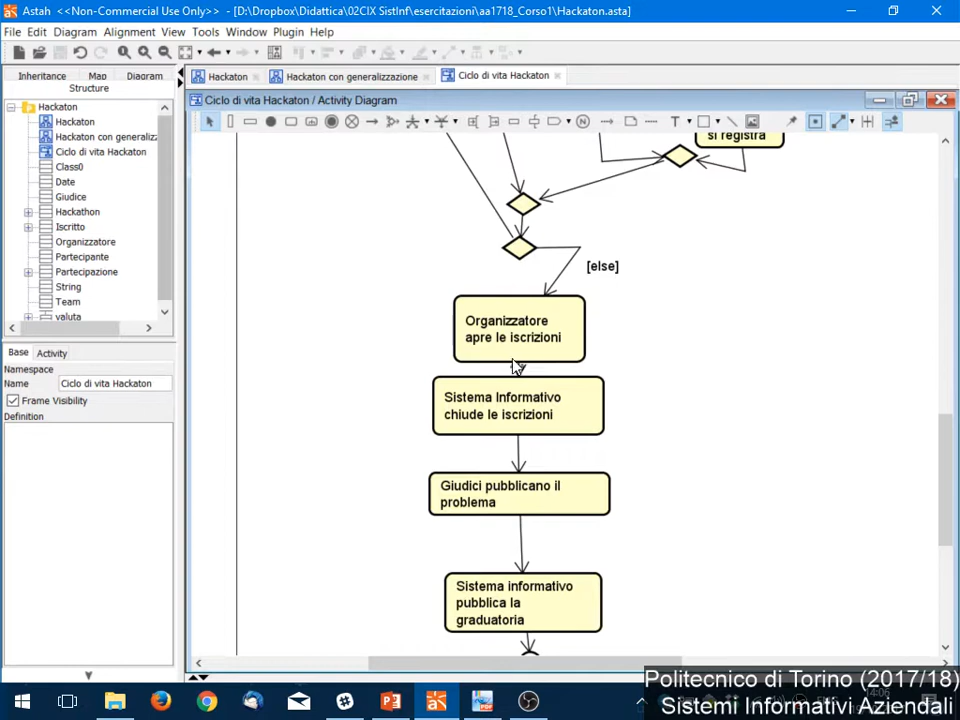 Astah <<Non-Commercial Use Only>> - [D:\Dropbox\Didattica\02CIX SistInf\esercitazioni\aa1718_Corso1\Hackaton.asta]
File Edit Diagram Alignment View Tools Window Plugin Help
Inheritance Map Diagram
Structure
Hackaton Hackaton con generalizzazione Ciclo di vita Hackaton
Ciclo di vita Hackaton / Activity Diagram
Hackaton
Hackaton
Hackaton con generaliz
Ciclo di vita Hackaton
Class0
Date
Giudice
Hackathon
Iscritto
Organizzatore
Partecipante
Partecipazione
String
Team
valuta
Base Activity
Namespace
Name Ciclo di vita Hackaton
Frame Visibility
Definition
si registra
[else]
Organizzatore
apre le iscrizioni
Sistema Informativo
chiude le iscrizioni
Giudici pubblicano il
problema
Sistema informativo
pubblica la
graduatoria
Politecnico di Torino (2017/18)
Sistemi Informativi Aziendali